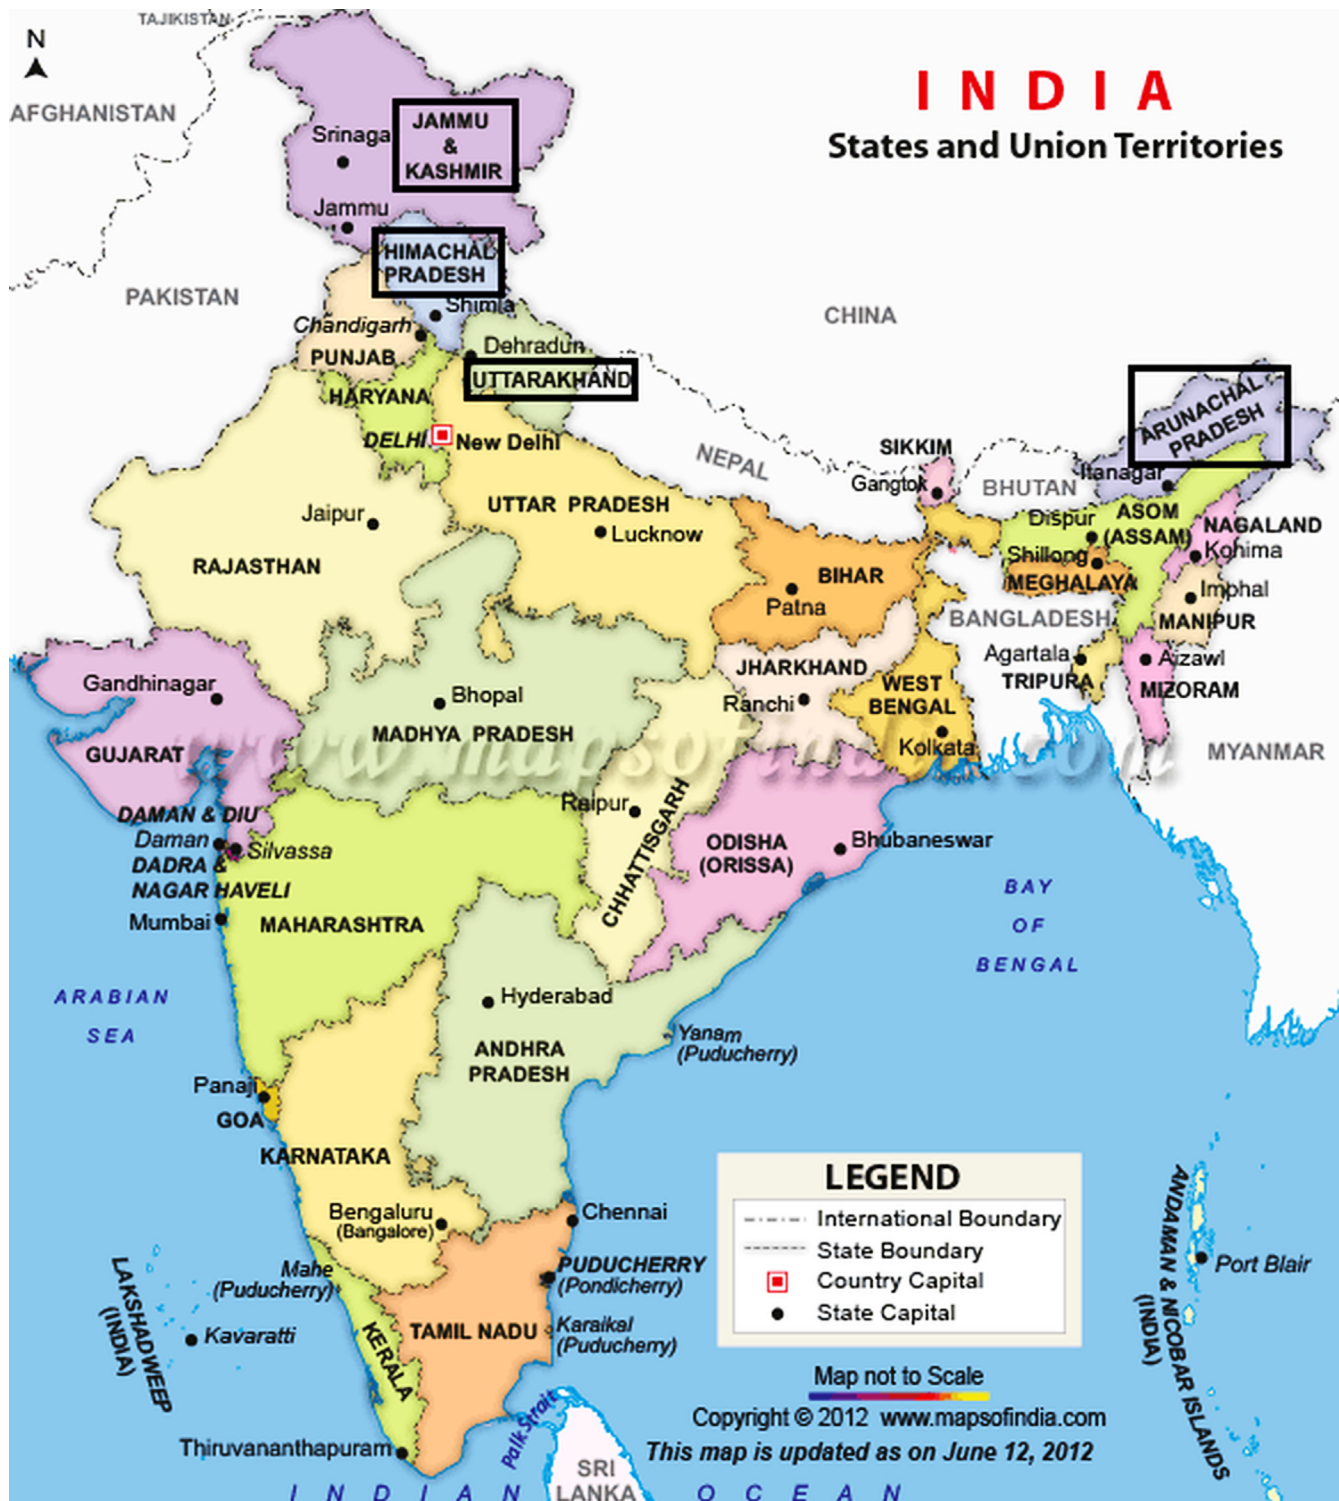 TAJIKISTAN
N
INDIA
States and Union Territories
AFGHANISTAN
Srinaga
JAMMU
&
KASHMIR
Jammu
HIMACHAL
PRADESH
PAKISTAN
CHINA
Shimla
Chandigarh
PUNJAB
Dehradun
UTTARAKHAND
HARYANA
DELHI
New Delhi
ARUNACHAL
PRADESH
NEPAL
SIKKIM
Gangtok
BHUTAN
Itanagar
UTTAR PRADESH
Lucknow
Jaipur
RAJASTHAN
Dispur
ASOM
(ASSAM)
NAGALAND
Kohima
Shillong
MEGHALAYA
BIHAR
Patna
Imphal
MANIPUR
BANGLADESH
JHARKHAND
Ranchi
Agartala
TRIPURA
Aizawl
MIZORAM
Gandhinagar
GUJARAT
Bhopal
MADHYA PRADESH
WEST
BENGAL
Kolkata
www.mapsofindia.com
MYANMAR
DAMAN & DIU
Daman
Silvassa
DADRA &
NAGAR HAVELI
Mumbai
MAHARASHTRA
Raipur
CHHATTISGARH
ODISHA
(ORISSA)
Bhubaneswar
BAY
OF
BENGAL
ARABIAN
SEA
Hyderabad
ANDHRA
PRADESH
Yanam
(Puducherry)
Panaji
GOA
KARNATAKA
Bengaluru
(Bangalore)
Chennai
Mahe
(Puducherry)
PUDUCHERRY
(Pondicherry)
LAKSHADWEEP
(INDIA)
Kavaratti
KERALA
TAMIL NADU
Karaikal
(Puducherry)
Thiruvananthapuram
Palk Strait
SRI
LANKA
INDIAN OCEAN
LEGEND
International Boundary
State Boundary
Country Capital
State Capital
Map not to Scale
Copyright © 2012 www.mapsofindia.com
This map is updated as on June 12, 2012
ANDAMAN & NICOBAR ISLANDS
(INDIA)
Port Blair